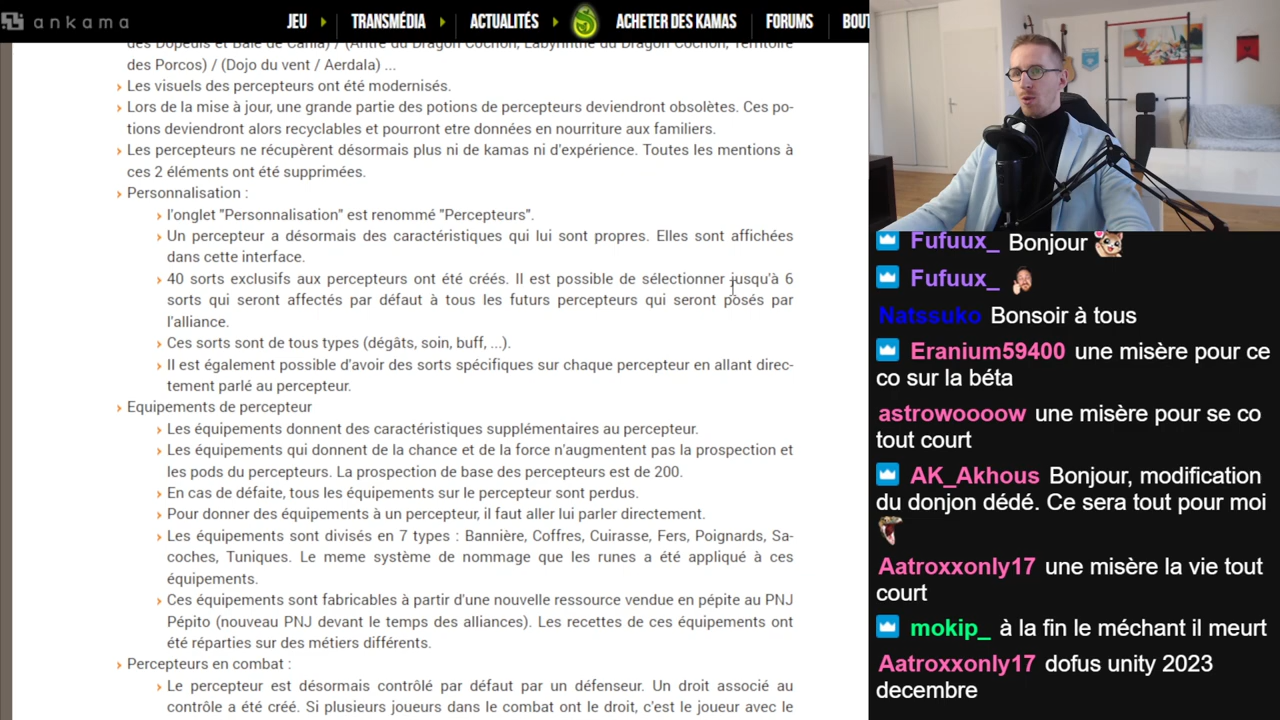 ankama
JEU
TRANSMÉDIA
ACTUALITÉS
ACHETER DES KAMAS
FORUMS
BOUT
des Dopeuls et Baie de Cania) / (Antre du Dragon Cochon, Labyrinthe du Dragon Cochon, Territoire
des Porcos) / (Dojo du vent / Aerdala) ...
Les visuels des percepteurs ont été modernisés.
Lors de la mise à jour, une grande partie des potions de percepteurs deviendront obsolètes. Ces po-
tions deviendront alors recyclables et pourront etre données en nourriture aux familiers.
Les percepteurs ne récupèrent désormais plus ni de kamas ni d'expérience. Toutes les mentions à
ces 2 éléments ont été supprimées.
Personnalisation :
l'onglet "Personnalisation" est renommé "Percepteurs".
Un percepteur a désormais des caractéristiques qui lui sont propres. Elles sont affichées
dans cette interface.
40 sorts exclusifs aux percepteurs ont été créés. Il est possible de sélectionner jusqu'à 6
sorts qui seront affectés par défaut à tous les futurs percepteurs qui seront posés par
l'alliance.
Ces sorts sont de tous types (dégâts, soin, buff, ...).
Il est également possible d'avoir des sorts spécifiques sur chaque percepteur en allant direc-
tement parlé au percepteur.
Equipements de percepteur
Les équipements donnent des caractéristiques supplémentaires au percepteur.
Les équipements qui donnent de la chance et de la force n'augmentent pas la prospection et
les pods du percepteurs. La prospection de base des percepteurs est de 200.
En cas de défaite, tous les équipements sur le percepteur sont perdus.
Pour donner des équipements à un percepteur, il faut aller lui parler directement.
Les équipements sont divisés en 7 types : Bannière, Coffres, Cuirasse, Fers, Poignards, Sa-
coches, Tuniques. Le meme système de nommage que les runes a été appliqué à ces
équipements.
Ces équipements sont fabricables à partir d'une nouvelle ressource vendue en pépite au PNJ
Pépito (nouveau PNJ devant le temps des alliances). Les recettes de ces équipements ont
été réparties sur des métiers différents.
Percepteurs en combat :
Le percepteur est désormais contrôlé par défaut par un défenseur. Un droit associé au
contrôle a été créé. Si plusieurs joueurs dans le combat ont le droit, c'est le joueur avec le
Fufuux_ Bonjour
Fufuux_
Natssuko Bonsoir à tous
Eranium59400 une misère pour ce
co sur la béta
astrowoooow une misère pour se co
tout court
AK_Akhous Bonjour, modification
du donjon dédé. Ce sera tout pour moi
Aatroxxonly17 une misère la vie tout
court
mokip_ à la fin le méchant il meurt
Aatroxxonly17 dofus unity 2023
decembre